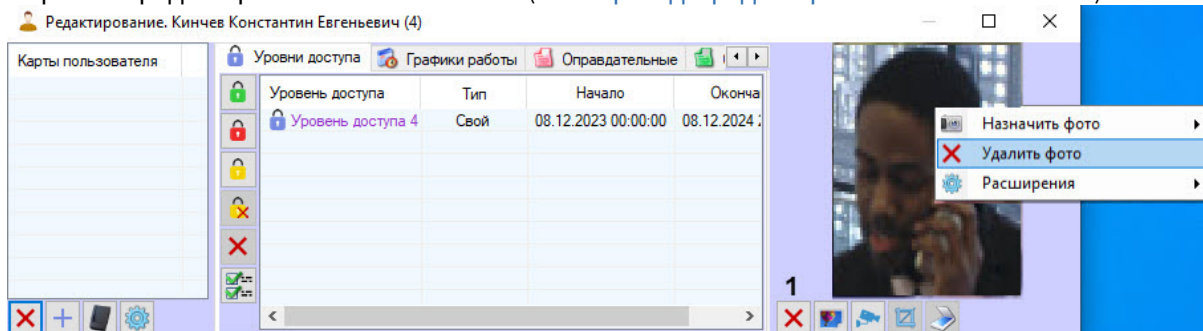 Редактирование. Кинчев Константин Евгеньевич (4)
Карты пользователя
Уровни доступа
Графики работы
Оправдательные
Уровень доступа
Тип
Начало
Оконча
Уровень доступа 4
Свой
08.12.2023 00:00:00
08.12.2024
Назначить фото
Удалить фото
Расширения
1